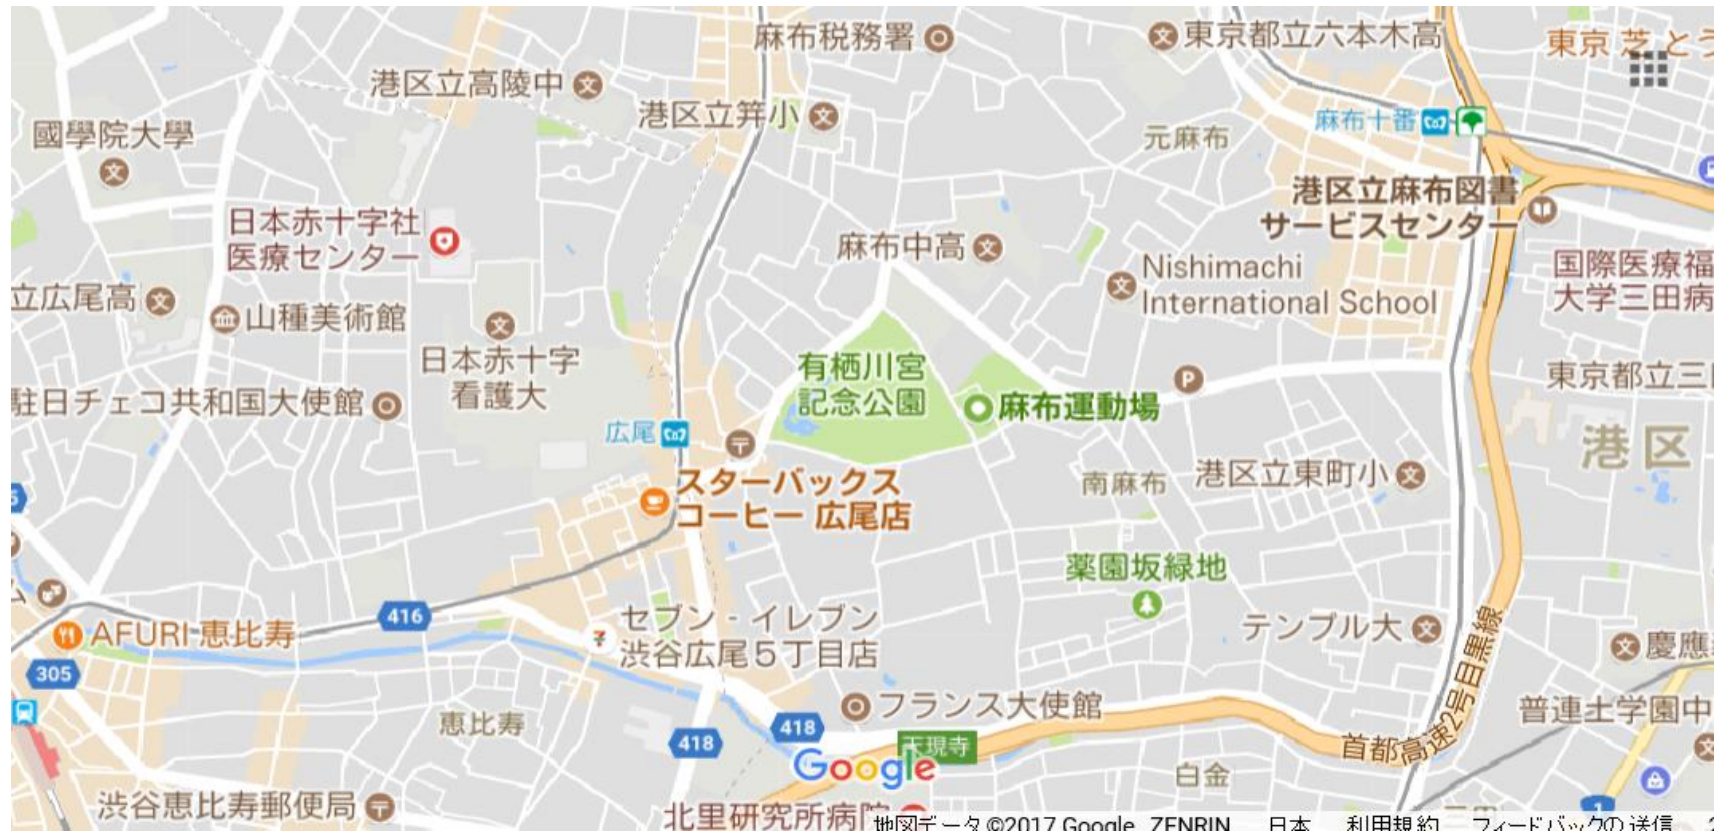 麻布税務署
東京都立六本木高
東京 芝 とう
港区立高陵中
港区立笄小
麻布十番
元麻布
國學院大學
港区立麻布図書
サービスセンター
日本赤十字社
医療センター
麻布中高
Nishimachi
International School
国際医療福
大学三田病
立広尾高
山種美術館
日本赤十字
看護大
有栖川宮
記念公園
P
麻布運動場
東京都立三
駐日チェコ共和国大使館
広尾
港区
南麻布
港区立東町小
スターバックス
コーヒー 広尾店
薬園坂緑地
416
セブン - イレブン
渋谷広尾5丁目店
テンプル大
AFURI 恵比寿
305
慶應
首都高速2号目黒線
恵比寿
フランス大使館
普連土学園中
418
418
天現寺
Google
白金
渋谷恵比寿郵便局
北里研究所病院
三田
1
地図データ ©2017 Google, ZENRIN 日本 利用規約 フィードバックの送信